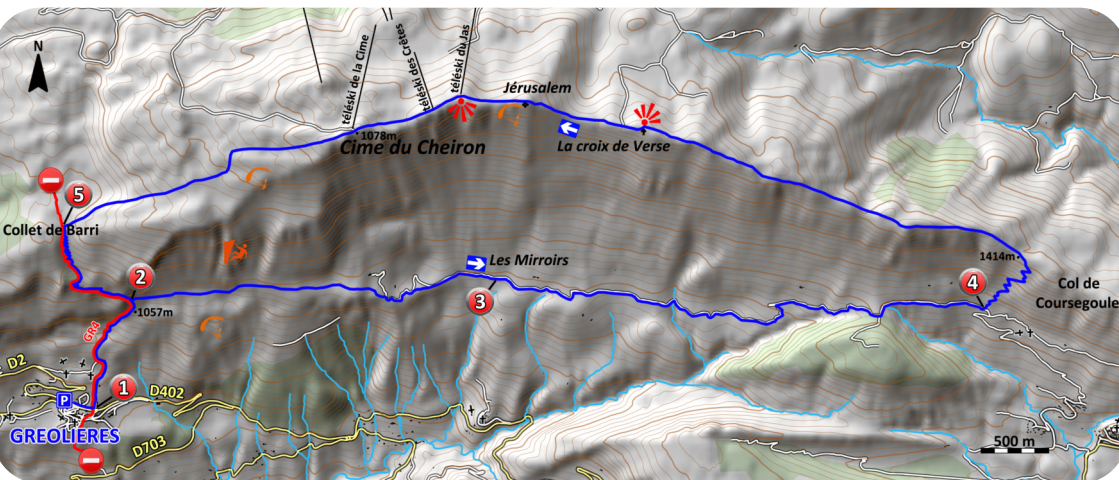 N
téléski de la Cime
téléski des Crêtes
téléski du Jas
Jérusalem
1078m
Cime du Cheiron
La croix de Verse
5
Collet de Barri
2
1057m
Les Mirroirs
3
1414m
4
Col de
Coursegoule
GR4
D2
1
D402
P
GREOLIERES
D703
500 m